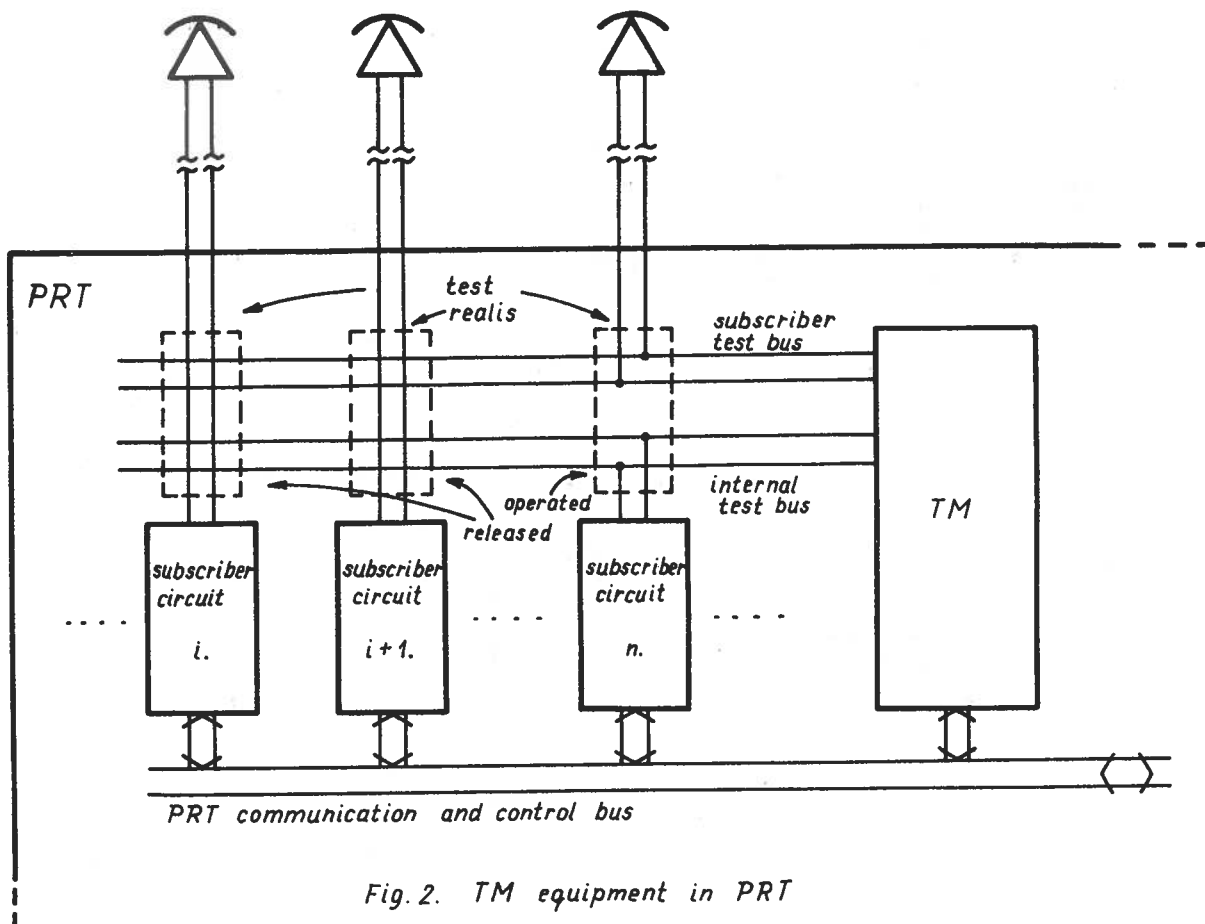 PRT
test
realis
subscriber
test bus
operated
released
internal
test bus
TM
subscriber
circuit
i.
subscriber
circuit
i+1.
subscriber
circuit
n.
. . . .
. . . .
. . . .
PRT communication and control bus
Fig. 2. TM equipment in PRT